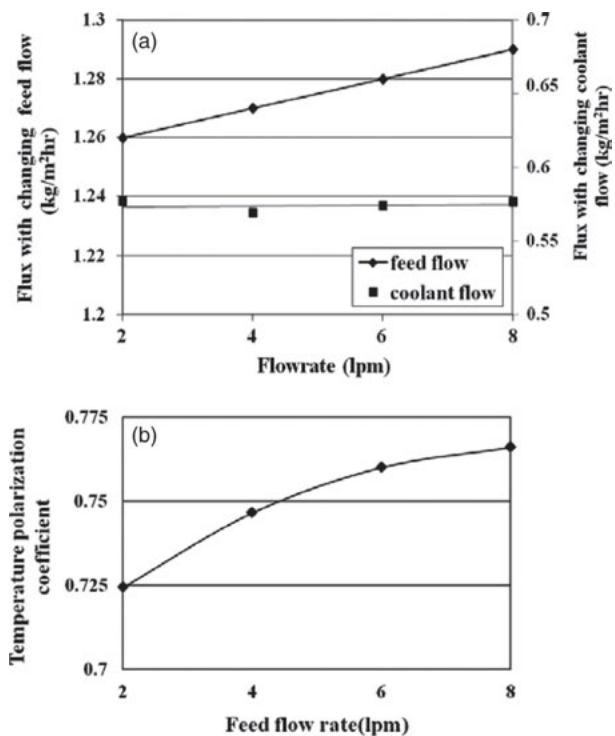 (a)
1.3
1.28
1.26
1.24
1.22
1.2
Flux with changing feed flow
(kg/m²hr)
0.7
0.65
0.6
0.55
0.5
Flux with changing coolant
flow (kg/m²hr)
feed flow
coolant flow
2 4 6 8
Flowrate (lpm)
(b)
0.775
0.75
0.725
0.7
Temperature polarization
coefficient
2 4 6 8
Feed flow rate(lpm)